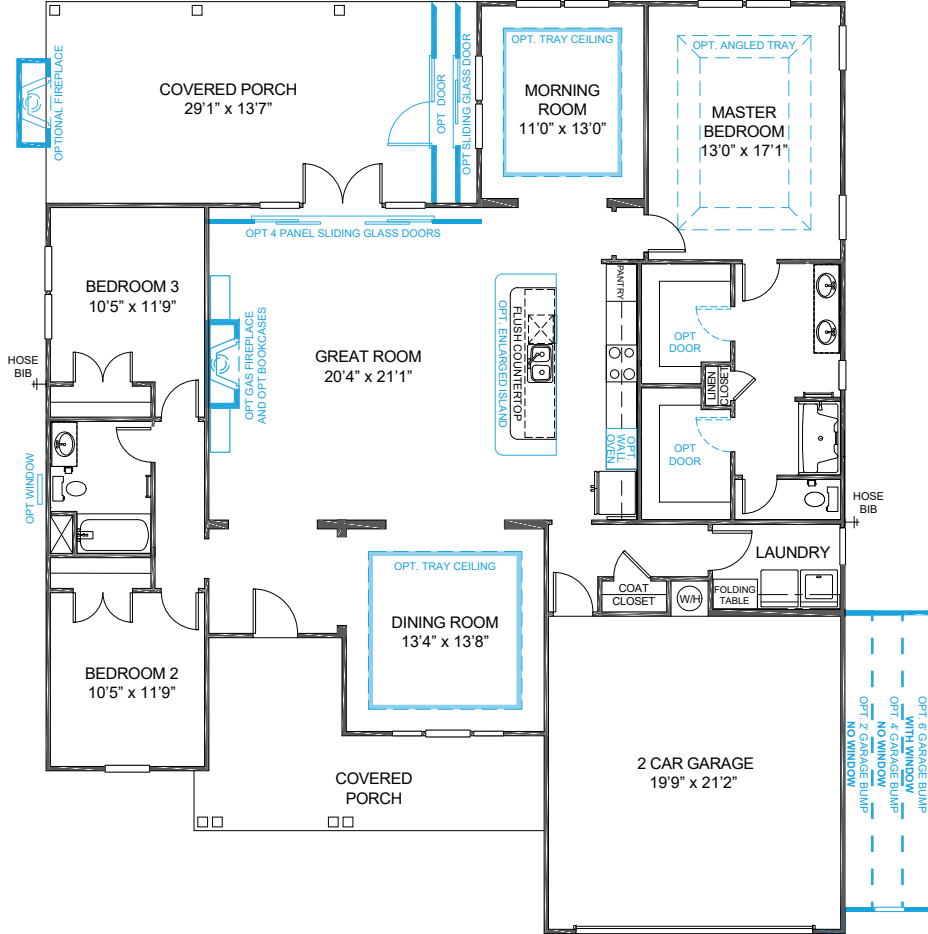 OPTIONAL FIREPLACE
COVERED PORCH
29'1" x 13'7"
OPT DOOR
OPT SLIDING GLASS DOOR
OPT. TRAY CEILING
MORNING
ROOM
11'0" x 13'0"
OPT. ANGLED TRAY
MASTER
BEDROOM
13'0" x 17'1"
OPT 4 PANEL SLIDING GLASS DOORS
BEDROOM 3
10'5" x 11'9"
HOSE
BIB
OPT GAS FIREPLACE
AND OPT BOOKCASES
GREAT ROOM
20'4" x 21'1"
OPT. ENLARGED ISLAND
FLUSH COUNTERTOP
PANTRY
OPT.
WALL
OVEN
OPT
DOOR
LINEN
CLOSET
OPT
DOOR
OPT WINDOW
HOSE
BIB
LAUNDRY
COAT
CLOSET
W/H
FOLDING
TABLE
OPT. TRAY CEILING
DINING ROOM
13'4" x 13'8"
BEDROOM 2
10'5" x 11'9"
COVERED
PORCH
2 CAR GARAGE
19'9" x 21'2"
OPT. 2' GARAGE BUMP
NO WINDOW
OPT. 4' GARAGE BUMP
NO WINDOW
OPT. 6' GARAGE BUMP
WITH WINDOW